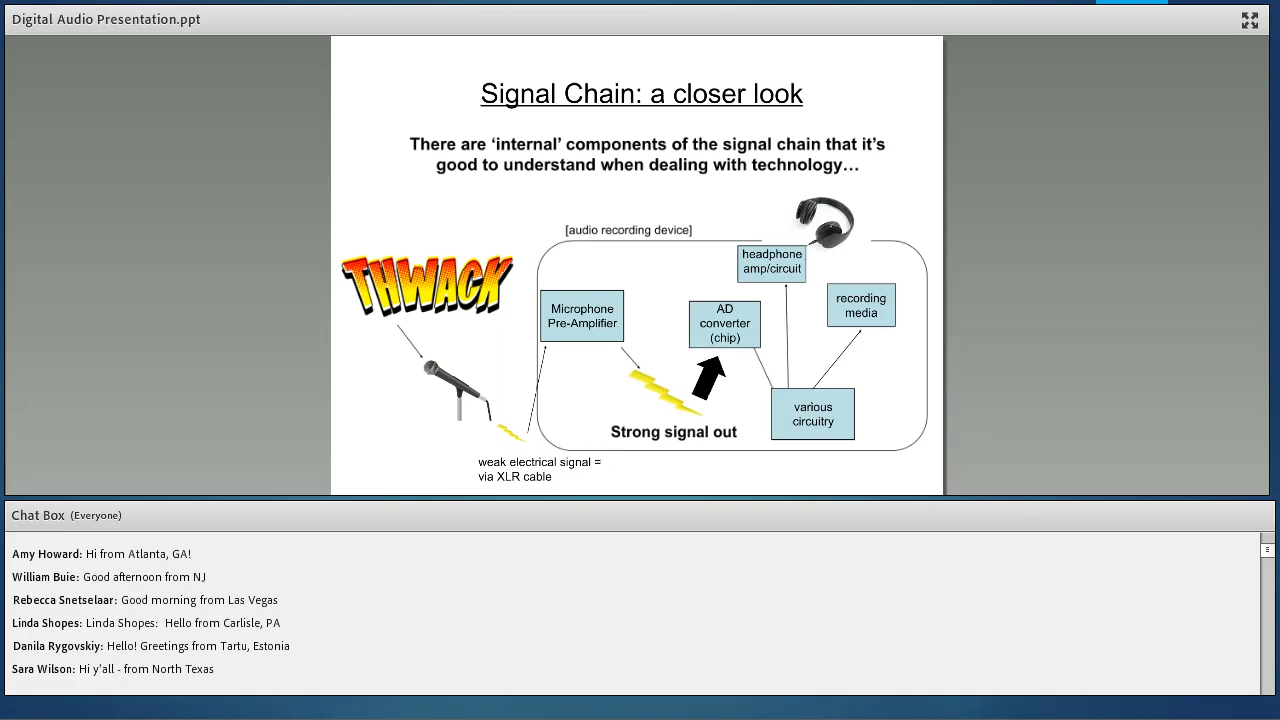 Digital Audio Presentation.ppt
Signal Chain: a closer look
There are ‘internal’ components of the signal chain that it’s
good to understand when dealing with technology…
[audio recording device]
headphone
amp/circuit
THWACK
Microphone
Pre-Amplifier
AD
converter
(chip)
recording
media
various
circuitry
Strong signal out
weak electrical signal =
via XLR cable
Chat Box (Everyone)
Amy Howard: Hi from Atlanta, GA!
William Buie: Good afternoon from NJ
Rebecca Snetselaar: Good morning from Las Vegas
Linda Shopes: Linda Shopes:  Hello from Carlisle, PA
Danila Rygovskiy: Hello! Greetings from Tartu, Estonia
Sara Wilson: Hi y'all - from North Texas